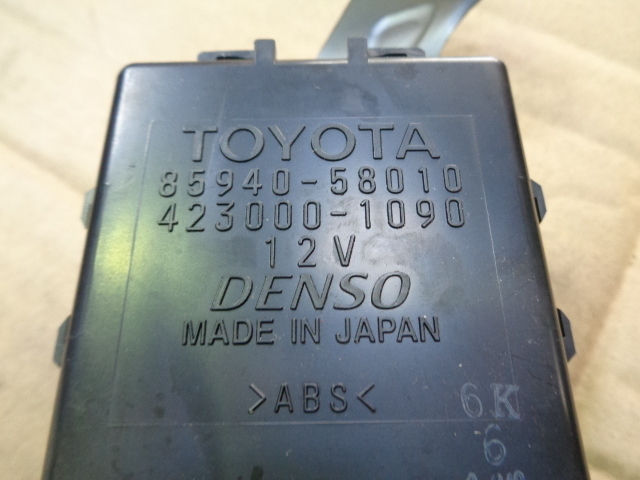 TOYOTA
85940-58010
423000-1090
12V
DENSO
MADE IN JAPAN
>ABS<
6K
6